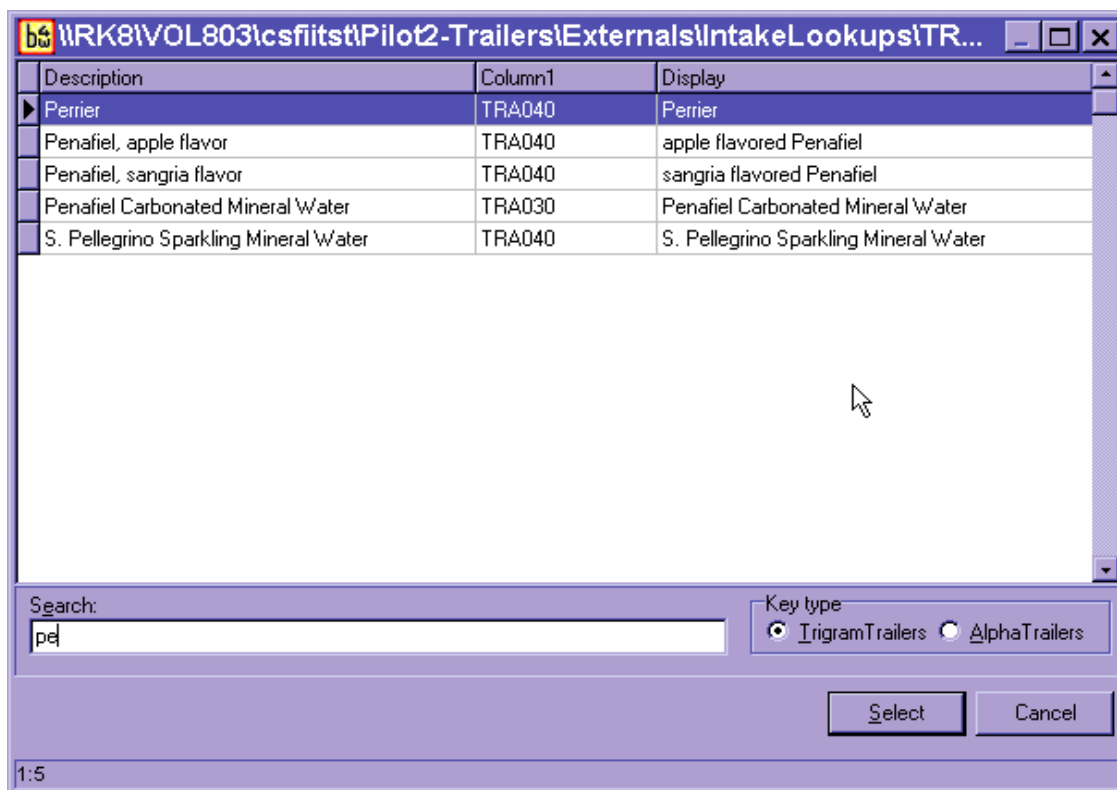 \\RK8\VOL803\csfiitst\Pilot2-Trailers\Externals\IntakeLookups\TR...
Description Column1 Display
Perrier TRA040 Perrier
Penafiel, apple flavor TRA040 apple flavored Penafiel
Penafiel, sangria flavor TRA040 sangria flavored Penafiel
Penafiel Carbonated Mineral Water TRA030 Penafiel Carbonated Mineral Water
S. Pellegrino Sparkling Mineral Water TRA040 S. Pellegrino Sparkling Mineral Water
Search: Key type
pe TrigramTrailers AlphaTrailers
Select Cancel
1:5